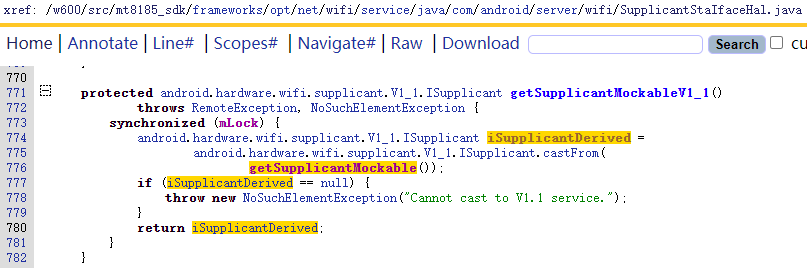 xref: /w600/src/mt8185_sdk/frameworks/opt/net/wifi/service/java/com/android/server/wifi/SupplicantStaIfaceHal.java
Home | Annotate | Line# | Scopes# | Navigate# | Raw | Download Search cu
770
771 protected android.hardware.wifi.supplicant.V1_1.ISupplicant getSupplicantMockableV1_1()
772 throws RemoteException, NoSuchElementException {
773 synchronized (mLock) {
774 android.hardware.wifi.supplicant.V1_1.ISupplicant iSupplicantDerived =
775 android.hardware.wifi.supplicant.V1_1.ISupplicant.castFrom(
776 getSupplicantMockable());
777 if (iSupplicantDerived == null) {
778 throw new NoSuchElementException("Cannot cast to V1.1 service.");
779 }
780 return iSupplicantDerived;
781 }
782 }